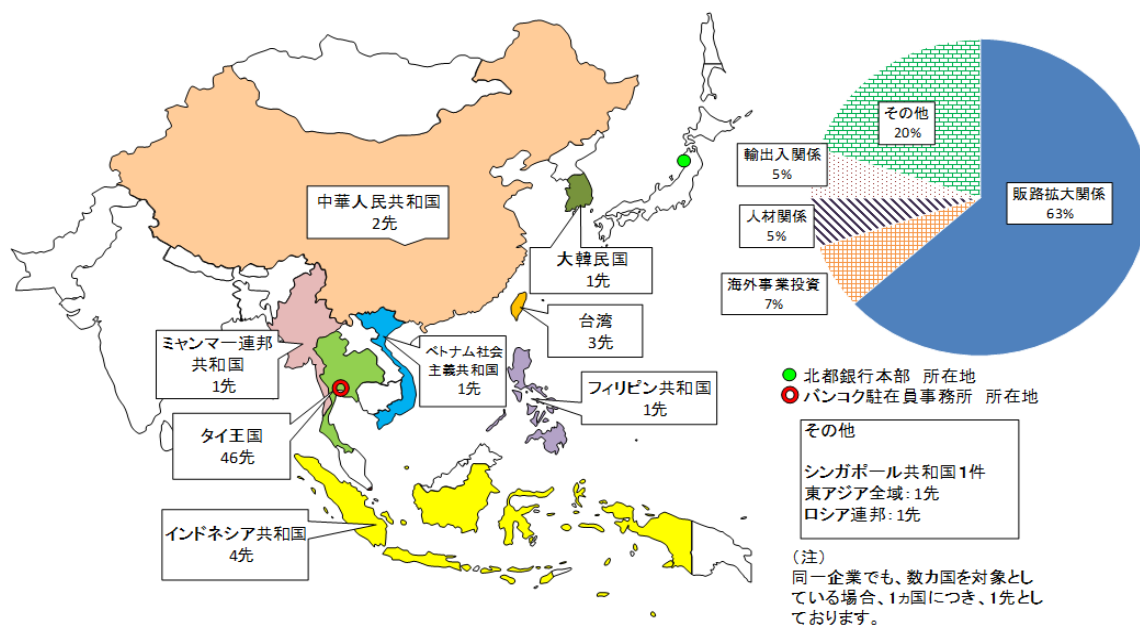 中華人民共和国
2先
大韓民国
1先
台湾
3先
ミャンマー連邦
共和国
1先
ベトナム社会
主義共和国
1先
フィリピン共和国
1先
タイ王国
46先
インドネシア共和国
4先
その他
20%
輸出入関係
5%
人材関係
5%
海外事業投資
7%
販路拡大関係
63%
北都銀行本部 所在地
バンコク駐在員事務所 所在地
その他
シンガポール共和国1件
東アジア全域：1先
ロシア連邦：1先
（注）
同一企業でも、数カ国を対象とし
ている場合、1ヵ国につき、1先とし
ております。